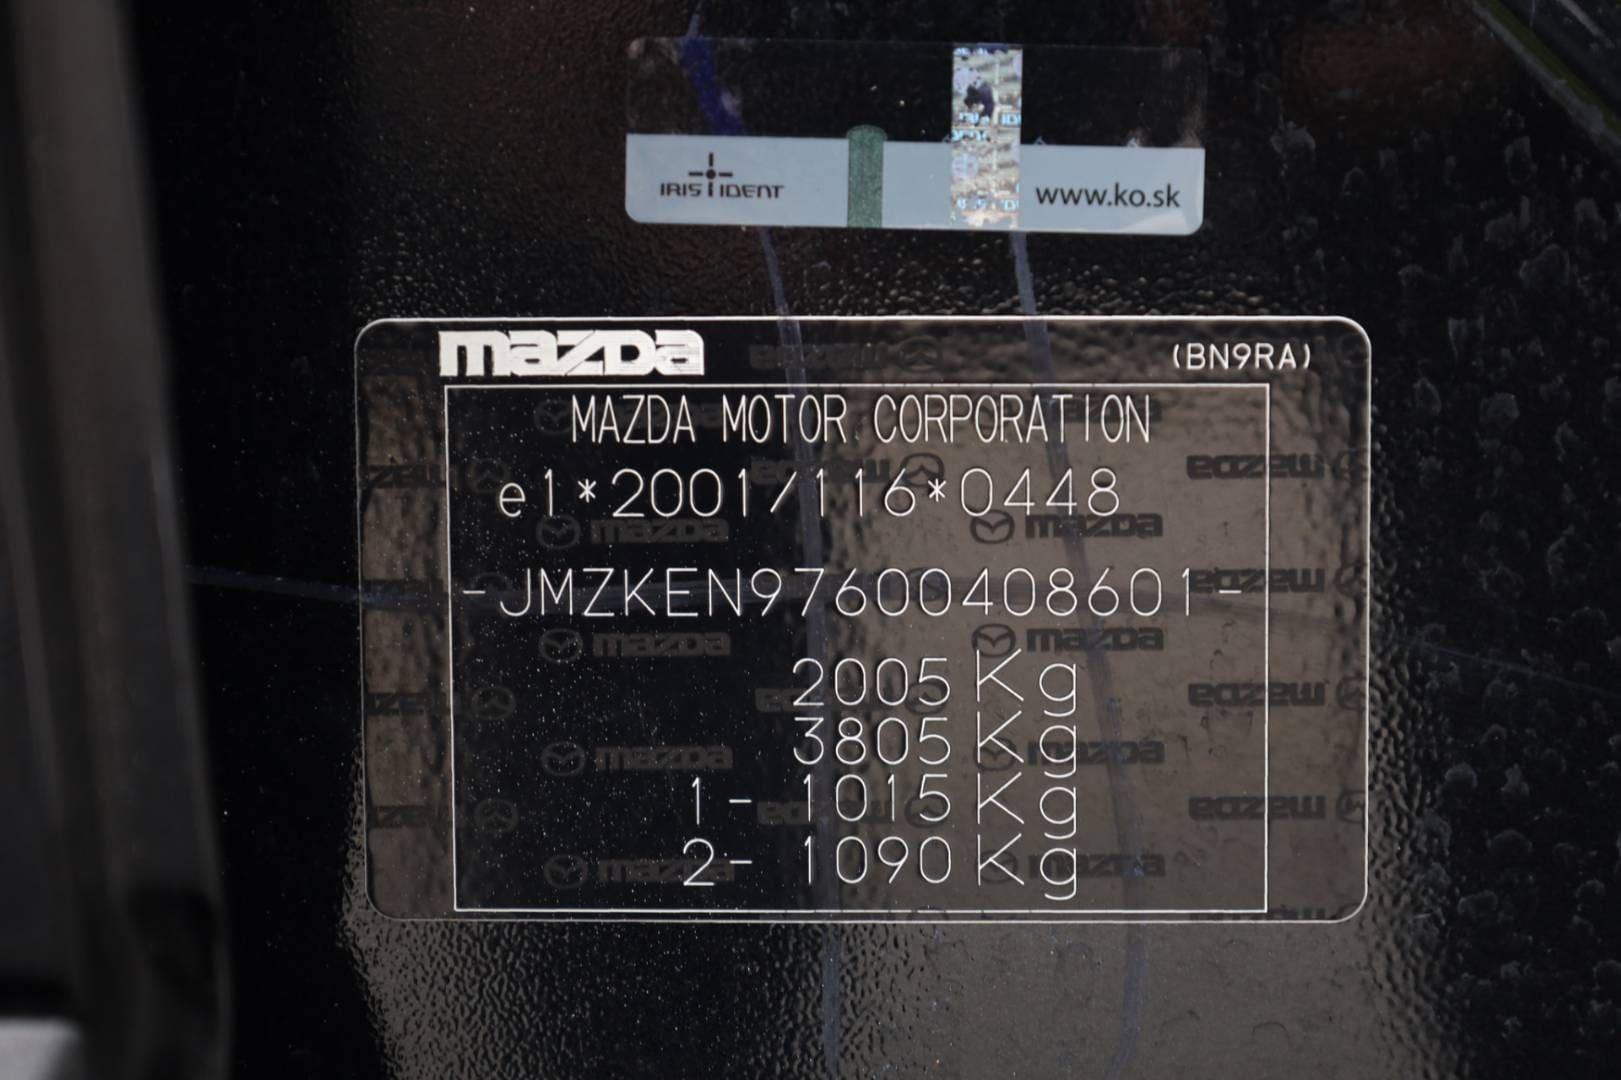 IRIS IDENT
www.ko.sk
mazda
(BN9RA)
MAZDA MOTOR CORPORATION
e1*2001/116*0448
-JMZKEN97600408601-
2005 Kg
3805 Kg
1- 1015 Kg
2- 1090 Kg